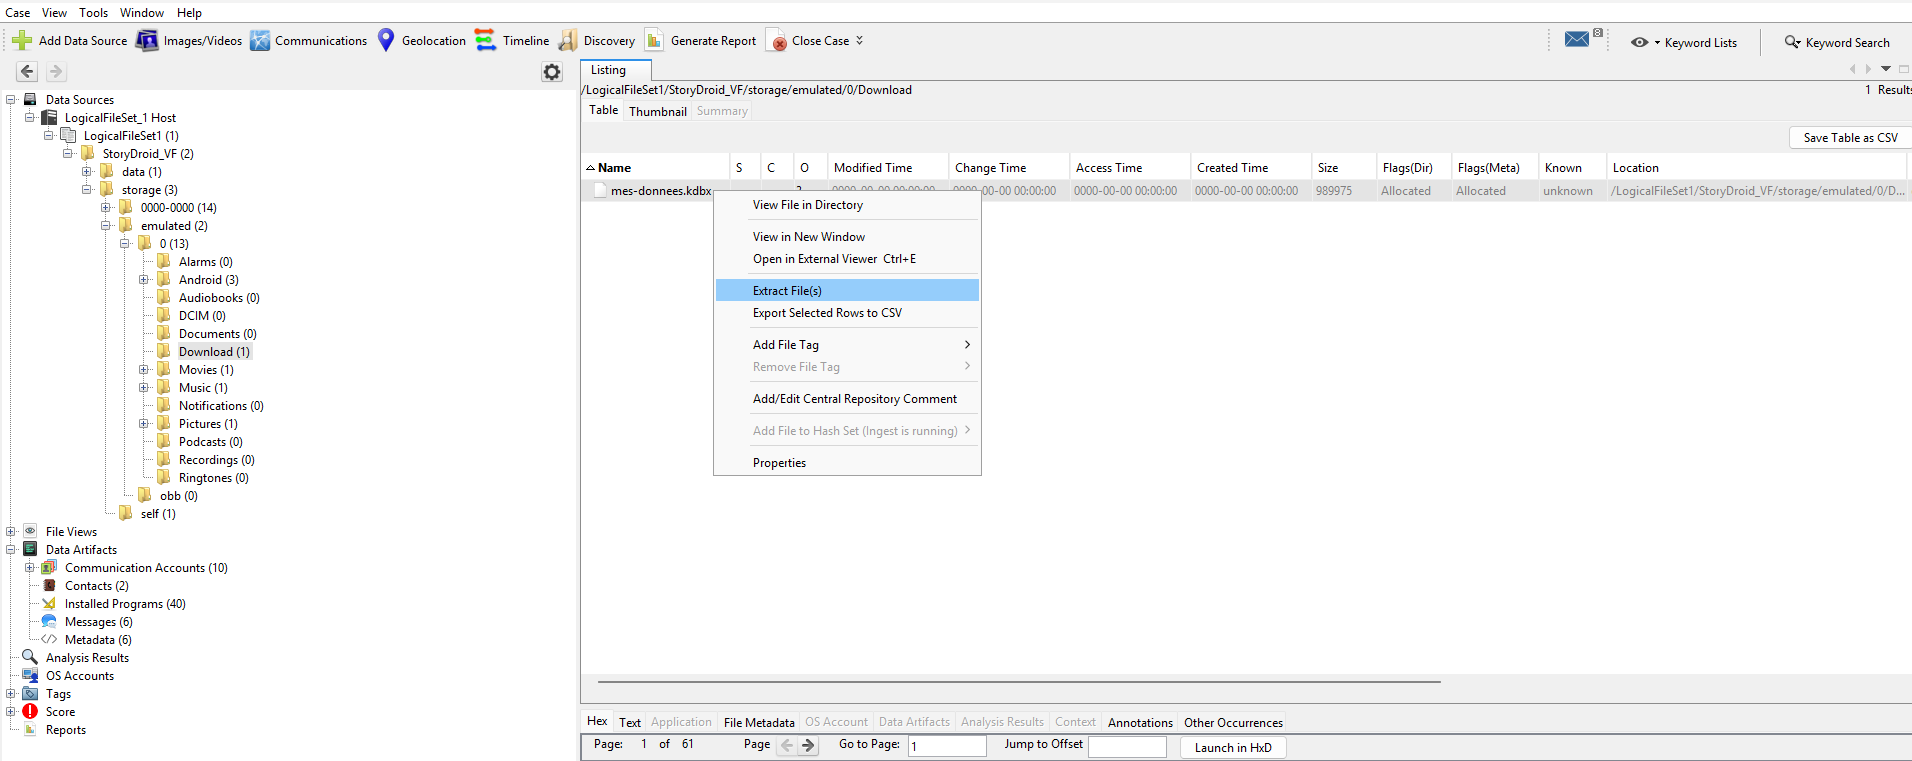 Case View Tools Window Help
Add Data Source Images/Videos Communications Geolocation Timeline Discovery Generate Report Close Case 8 Keyword Lists Keyword Search
Listing
/LogicalFileSet1/StoryDroid_VF/storage/emulated/0/Download 1 Results
Table Thumbnail Summary
Save Table as CSV
Name S C O Modified Time Change Time Access Time Created Time Size Flags(Dir) Flags(Meta) Known Location
mes-donnees.kdbx 0000-00-00 00:00:00 0000-00-00 00:00:00 0000-00-00 00:00:00 0000-00-00 00:00:00 989975 Allocated Allocated unknown /LogicalFileSet1/StoryDroid_VF/storage/emulated/0/D...
View File in Directory
View in New Window
Open in External Viewer Ctrl+E
Extract File(s)
Export Selected Rows to CSV
Add File Tag
Remove File Tag
Add/Edit Central Repository Comment
Add File to Hash Set (Ingest is running)
Properties
Data Sources
LogicalFileSet_1 Host
LogicalFileSet1 (1)
StoryDroid_VF (2)
data (1)
storage (3)
0000-0000 (14)
emulated (2)
0 (13)
Alarms (0)
Android (3)
Audiobooks (0)
DCIM (0)
Documents (0)
Download (1)
Movies (1)
Music (1)
Notifications (0)
Pictures (1)
Podcasts (0)
Recordings (0)
Ringtones (0)
obb (0)
self (1)
File Views
Data Artifacts
Communication Accounts (10)
Contacts (2)
Installed Programs (40)
Messages (6)
Metadata (6)
Analysis Results
OS Accounts
Tags
Score
Reports
Hex Text Application File Metadata OS Account Data Artifacts Analysis Results Context Annotations Other Occurrences
Page: 1 of 61 Page Go to Page: 1 Jump to Offset Launch in HxD